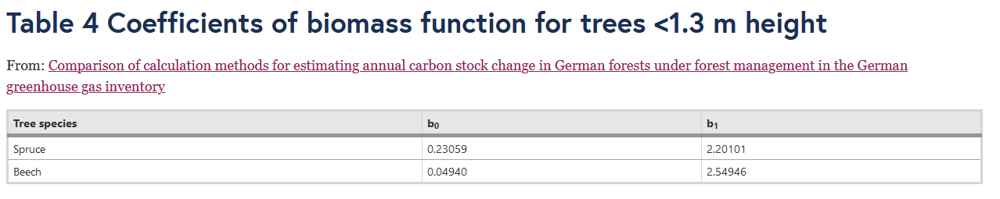 Table 4 Coefficients of biomass function for trees <1.3 m height
From: Comparison of calculation methods for estimating annual carbon stock change in German forests under forest management in the German
greenhouse gas inventory
Tree species b₀ b₁
Spruce 0.23059 2.20101
Beech 0.04940 2.54946